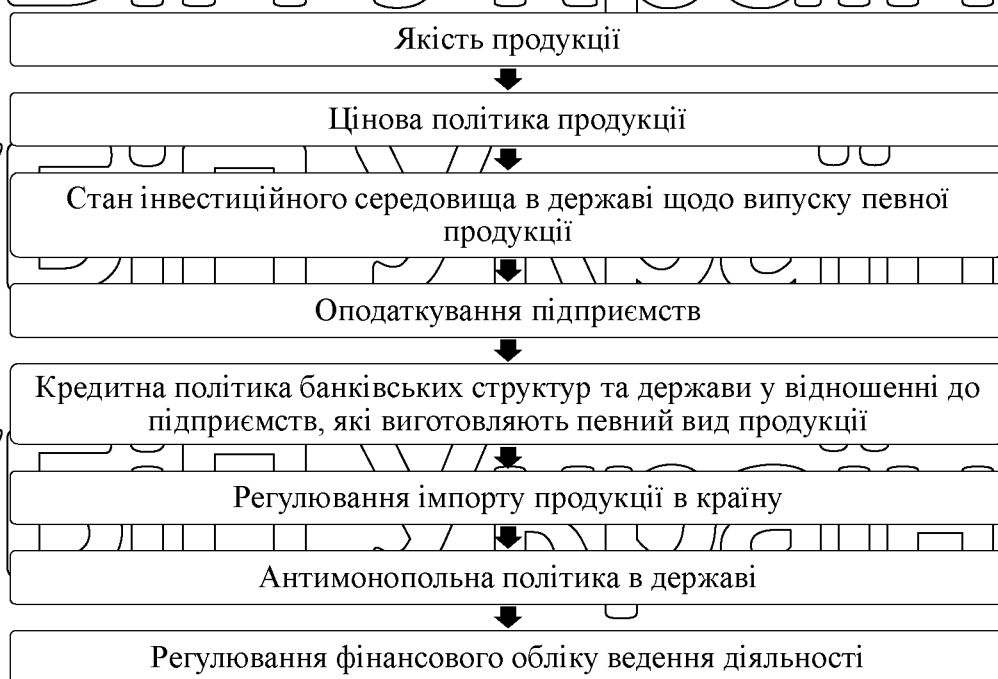 Якість продукції
Цінова політика продукції
Стан інвестиційного середовища в державі щодо випуску певної
продукції
Оподаткування підприємств
Кредитна політика банківських структур та держави у відношенні до
підприємств, які виготовляють певний вид продукції
Регулювання імпорту продукції в країну
Антимонопольна політика в державі
Регулювання фінансового обліку ведення діяльності